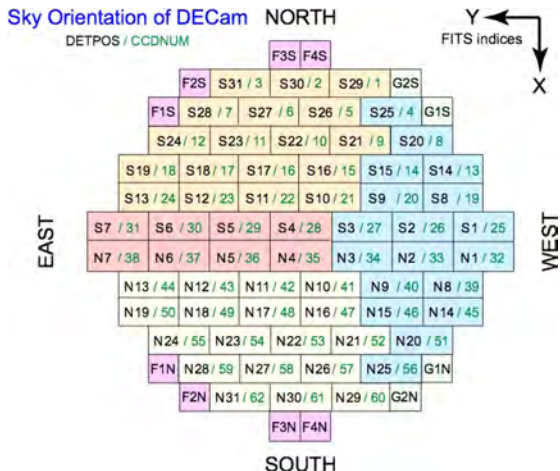 Sky Orientation of DECam NORTH
DETPOS / CCDNUM
Y
FITS indices
X
F3S F4S
F2S S31 / 3 S30 / 2 S29 / 1 G2S
F1S S28 / 7 S27 / 6 S26 / 5 S25 / 4 G1S
S24 / 12 S23 / 11 S22 / 10 S21 / 9 S20 / 8
S19 / 18 S18 / 17 S17 / 16 S16 / 15 S15 / 14 S14 / 13
S13 / 24 S12 / 23 S11 / 22 S10 / 21 S9 / 20 S8 / 19
EAST
S7 / 31 S6 / 30 S5 / 29 S4 / 28 S3 / 27 S2 / 26 S1 / 25
N7 / 38 N6 / 37 N5 / 36 N4 / 35 N3 / 34 N2 / 33 N1 / 32
WEST
N13 / 44 N12 / 43 N11 / 42 N10 / 41 N9 / 40 N8 / 39
N19 / 50 N18 / 49 N17 / 48 N16 / 47 N15 / 46 N14 / 45
N24 / 55 N23 / 54 N22 / 53 N21 / 52 N20 / 51
F1N N28 / 59 N27 / 58 N26 / 57 N25 / 56 G1N
F2N N31 / 62 N30 / 61 N29 / 60 G2N
F3N F4N
SOUTH